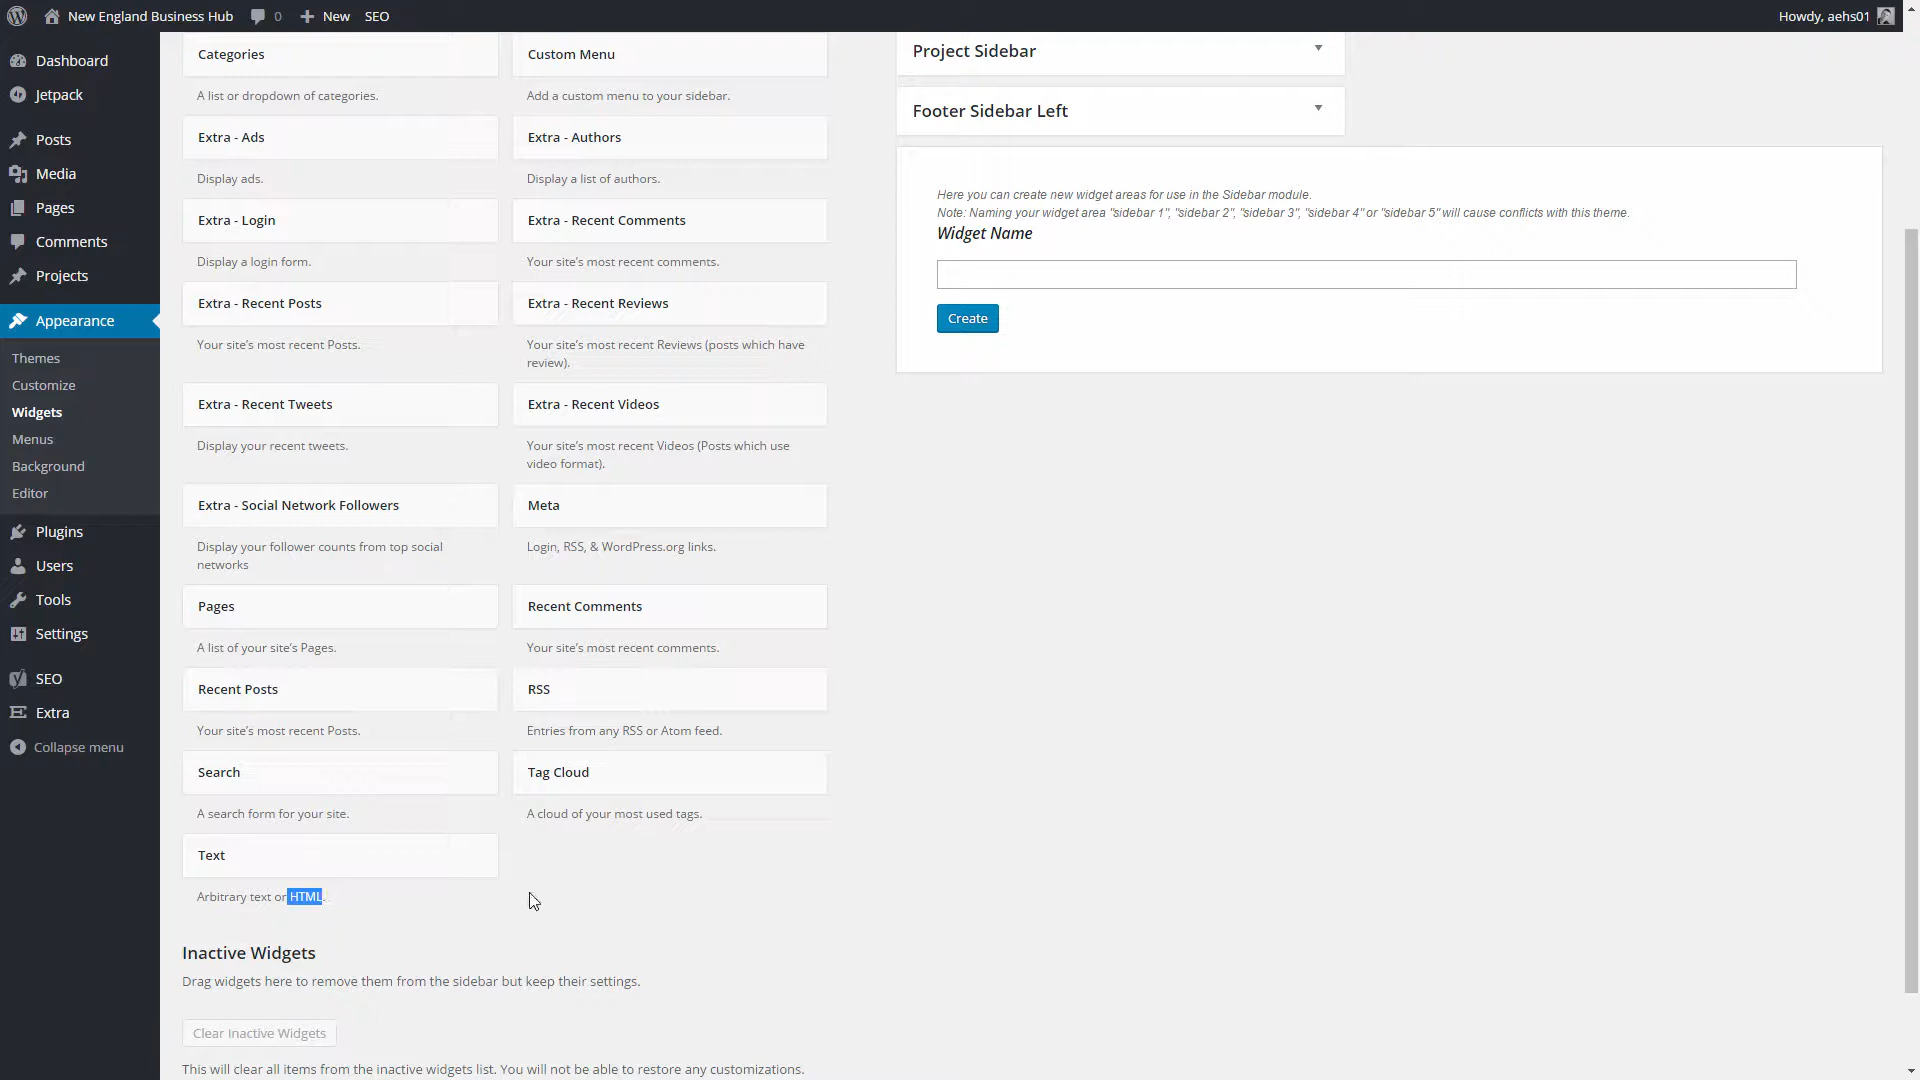 New England Business Hub 0 New SEO Howdy, aehs01
Dashboard
Jetpack
Posts
Media
Pages
Comments
Projects
Appearance
Themes
Customize
Widgets
Menus
Background
Editor
Plugins
Users
Tools
Settings
SEO
Extra
Collapse menu
Categories
A list or dropdown of categories.
Custom Menu
Add a custom menu to your sidebar.
Extra - Ads
Display ads.
Extra - Authors
Display a list of authors.
Extra - Login
Display a login form.
Extra - Recent Comments
Your site's most recent comments.
Extra - Recent Posts
Your site's most recent Posts.
Extra - Recent Reviews
Your site's most recent Reviews (posts which have
review).
Extra - Recent Tweets
Display your recent tweets.
Extra - Recent Videos
Your site's most recent Videos (Posts which use
video format).
Extra - Social Network Followers
Display your follower counts from top social
networks
Meta
Login, RSS, & WordPress.org links.
Pages
A list of your site's Pages.
Recent Comments
Your site's most recent comments.
Recent Posts
Your site's most recent Posts.
RSS
Entries from any RSS or Atom feed.
Search
A search form for your site.
Tag Cloud
A cloud of your most used tags.
Text
Arbitrary text or HTML.
Inactive Widgets
Drag widgets here to remove them from the sidebar but keep their settings.
Clear Inactive Widgets
This will clear all items from the inactive widgets list. You will not be able to restore any customizations.
Project Sidebar
Footer Sidebar Left
Here you can create new widget areas for use in the Sidebar module.
Note: Naming your widget area "sidebar 1", "sidebar 2", "sidebar 3", "sidebar 4" or "sidebar 5" will cause conflicts with this theme.
Widget Name
Create